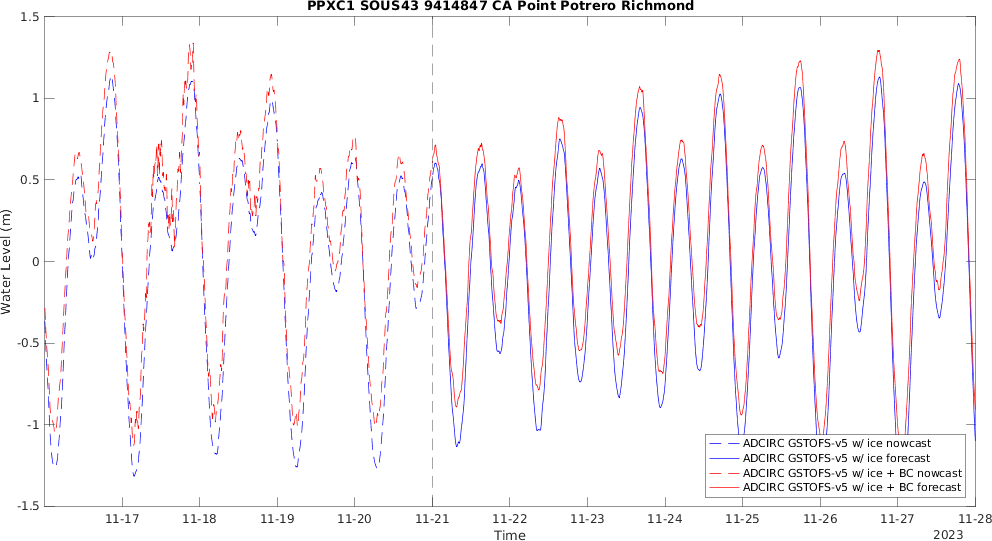 PPXC1 SOUS43 9414847 CA Point Potrero Richmond
1.5
1
0.5
0
-0.5
-1
-1.5
Water Level (m)
ADCIRC GSTOFS-v5 w/ ice nowcast
ADCIRC GSTOFS-v5 w/ ice forecast
ADCIRC GSTOFS-v5 w/ ice + BC nowcast
ADCIRC GSTOFS-v5 w/ ice + BC forecast
11-17 11-18 11-19 11-20 11-21 11-22 11-23 11-24 11-25 11-26 11-27 11-28
Time
2023